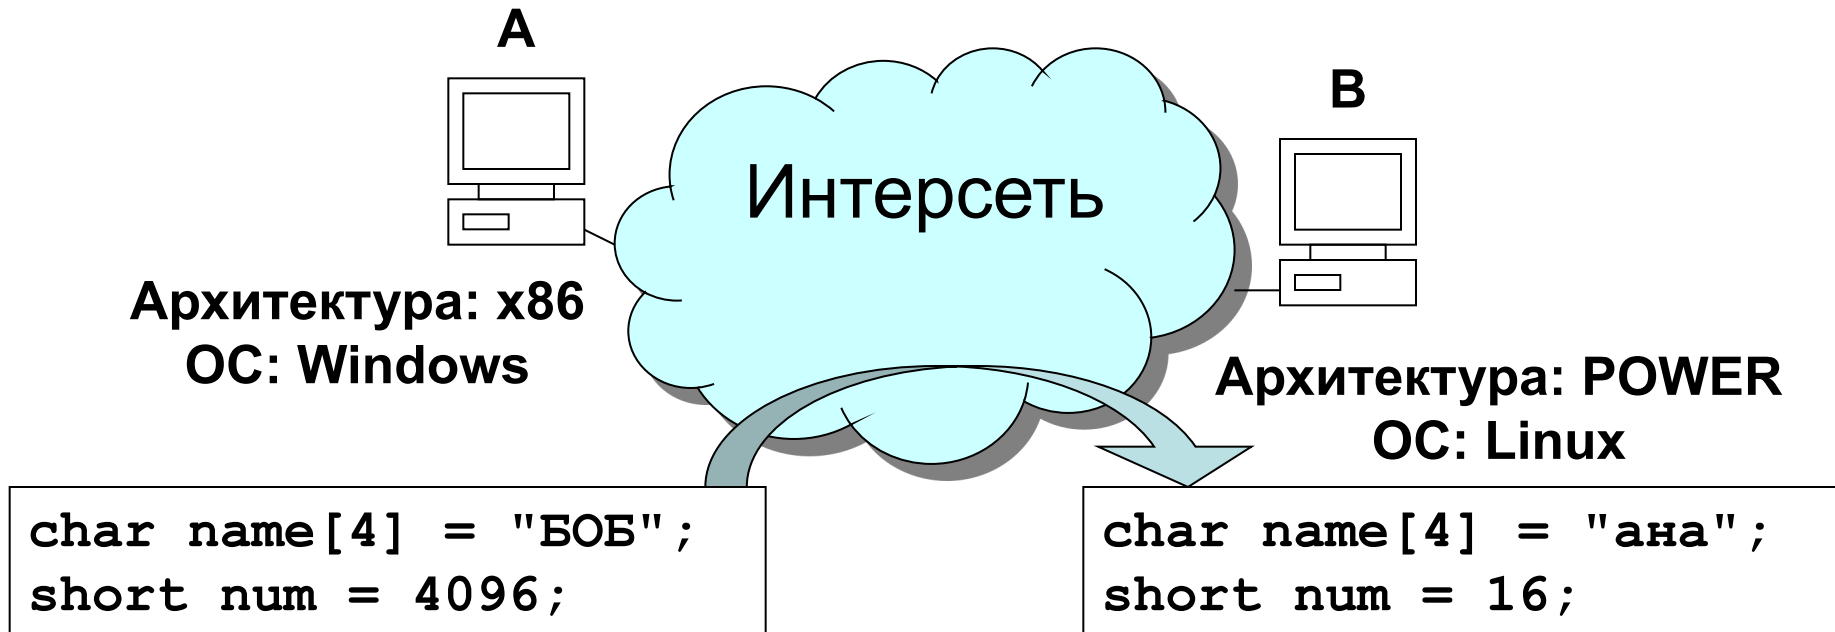 A
B
Интерсеть
Архитектура: x86
ОС: Windows
Архитектура: POWER
ОС: Linux
char name[4] = "БОБ";
short num = 4096;
char name[4] = "ана";
short num = 16;